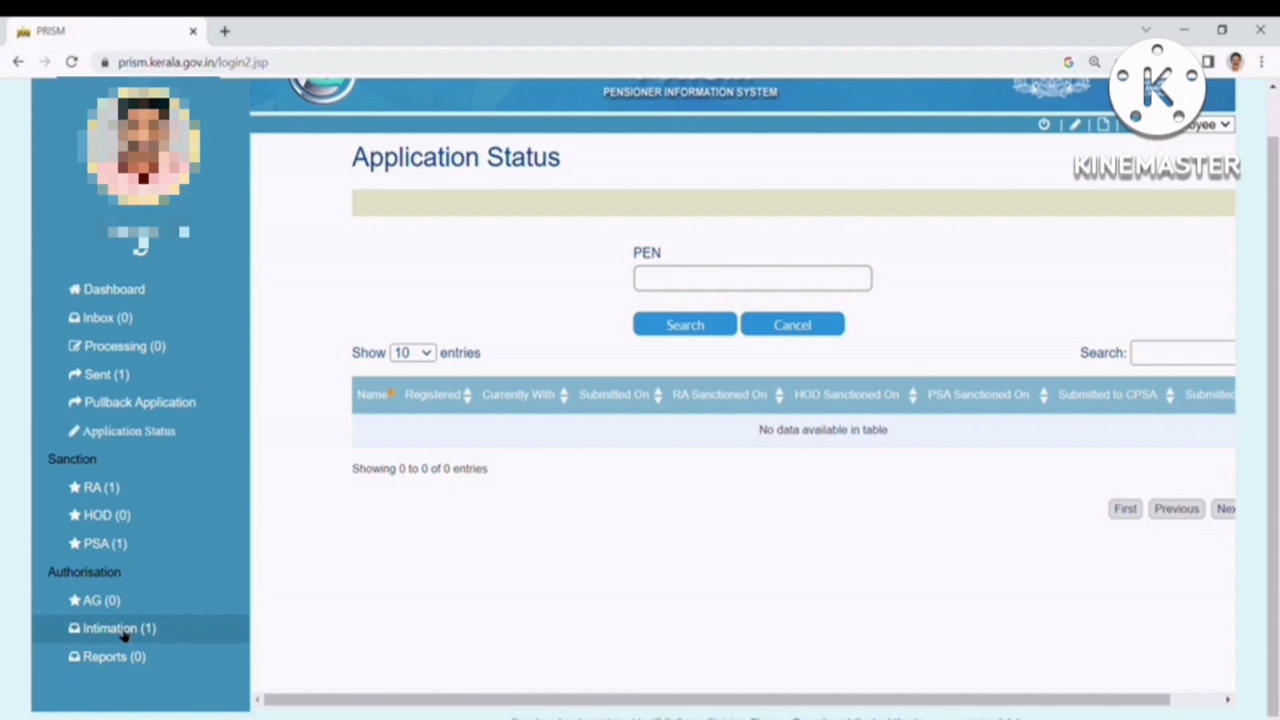 PRISM
prism.kerala.gov.in/login2.jsp
K
KINEMASTER
PENSIONER INFORMATION SYSTEM
Application Status
PEN
Search
Cancel
Show 10 entries
Search:
Name Registered Currently With Submitted On RA Sanctioned On HOD Sanctioned On PSA Sanctioned On Submitted to CPSA Submitted
No data available in table
Showing 0 to 0 of 0 entries
First Previous
Dashboard
Inbox (0)
Processing (0)
Sent (1)
Pullback Application
Application Status
Sanction
RA (1)
HOD (0)
PSA (1)
Authorisation
AG (0)
Intimation (1)
Reports (0)